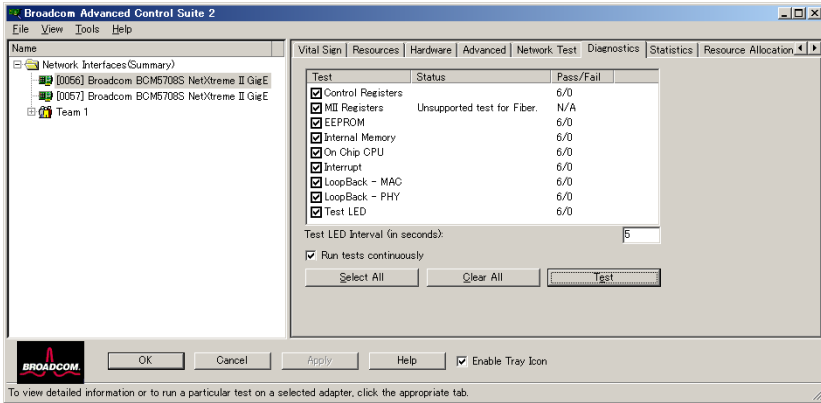 Broadcom Advanced Control Suite 2
File View Tools Help
Name
Network Interfaces(Summary)
[0056] Broadcom BCM5708S NetXtreme II GigE
[0057] Broadcom BCM5708S NetXtreme II GigE
Team 1
Vital Sign Resources Hardware Advanced Network Test Diagnostics Statistics Resource Allocation
Test Status Pass/Fail
Control Registers 6/0
MII Registers Unsupported test for Fiber. N/A
EEPROM 6/0
Internal Memory 6/0
On Chip CPU 6/0
Interrupt 6/0
LoopBack - MAC 6/0
LoopBack - PHY 6/0
Test LED 6/0
Test LED Interval (in seconds): 5
Run tests continuously
Select All Clear All Test
BROADCOM.
OK Cancel Apply Help Enable Tray Icon
To view detailed information or to run a particular test on a selected adapter, click the appropriate tab.